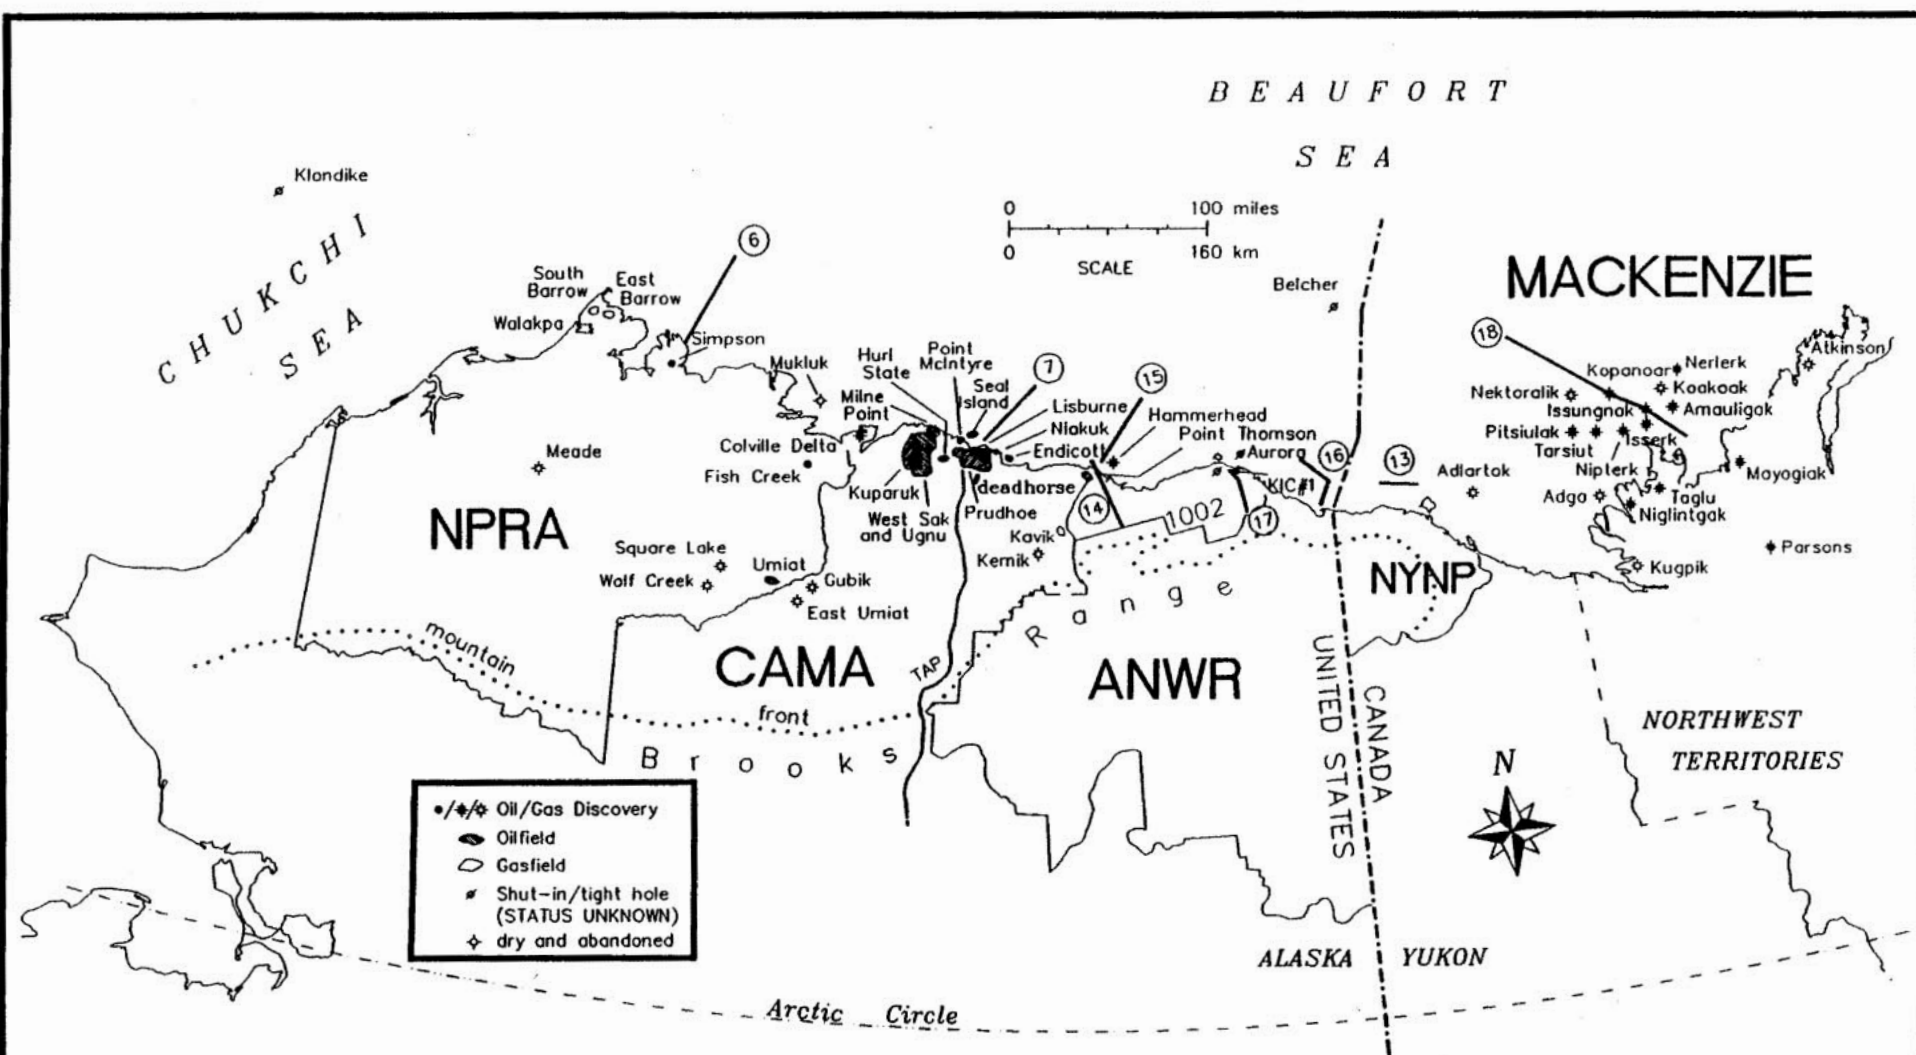 BEAUFORT
SEA
CHUKCHI
SEA
Klondike
0 100 miles
0 160 km
SCALE
6
South
Barrow
East
Barrow
Walakpa
Simpson
Mukluk
Hurl
State
Point
McIntyre
Seal
Island
7
15
Milne
Point
Lisburne
Niakuk
Endicott
Hammerhead
Point Thomson
Aurora
Colville Delta
Fish Creek
Kuparuk
West Sak
and Ugnu
deadhorse
Prudhoe
Meade
NPRA
Square Lake
Wolf Creek
Umiat
Gubik
East Umiat
Kavik
Kemik
14
1002
17
KIC#1
16
13
Belcher
MACKENZIE
18
Kopanoar
Nerlerk
Atkinson
Nektoralik
Koakoak
Issungnak
Amauligak
Pitsiulak
Isserk
Tarsiut
Nipterk
Mayogiak
Adlartok
Adga
Taglu
Niglintgak
Parsons
Kugpik
NYNP
mountain
front
Brooks
Range
CAMA
TAP
ANWR
UNITED STATES
CANADA
NORTHWEST
TERRITORIES
N
Oil/Gas Discovery
Oilfield
Gasfield
Shut-in/tight hole
(STATUS UNKNOWN)
dry and abandoned
ALASKA YUKON
Arctic Circle